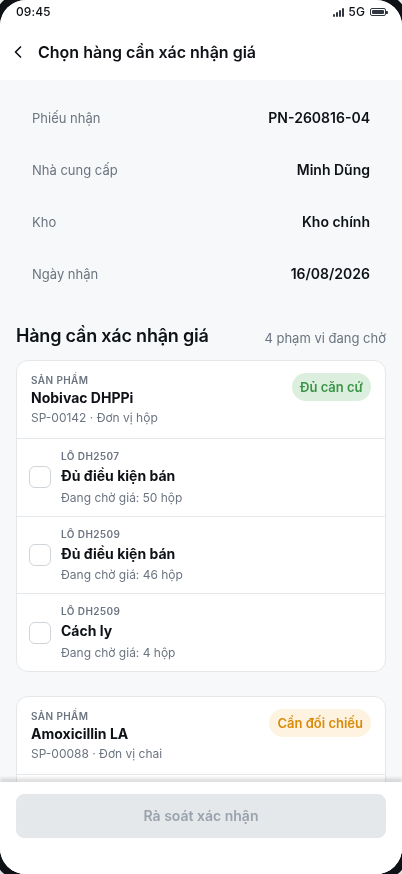 09:45
5G
Chọn hàng cần xác nhận giá
Phiếu nhận
PN-260816-04
Nhà cung cấp
Minh Dũng
Kho
Kho chính
Ngày nhận
16/08/2026
Hàng cần xác nhận giá
4 phạm vi đang chờ
SẢN PHẨM
Đủ căn cứ
Nobivac DHPPi
SP-00142 · Đơn vị hộp
LÔ DH2507
Đủ điều kiện bán
Đang chờ giá: 50 hộp
LÔ DH2509
Đủ điều kiện bán
Đang chờ giá: 46 hộp
LÔ DH2509
Cách ly
Đang chờ giá: 4 hộp
SẢN PHẨM
Cần đối chiếu
Amoxicillin LA
SP-00088 · Đơn vị chai
Rà soát xác nhận